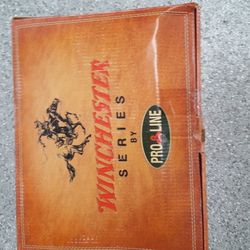 WINCHESTER
SERIES
BY
PRO LINE